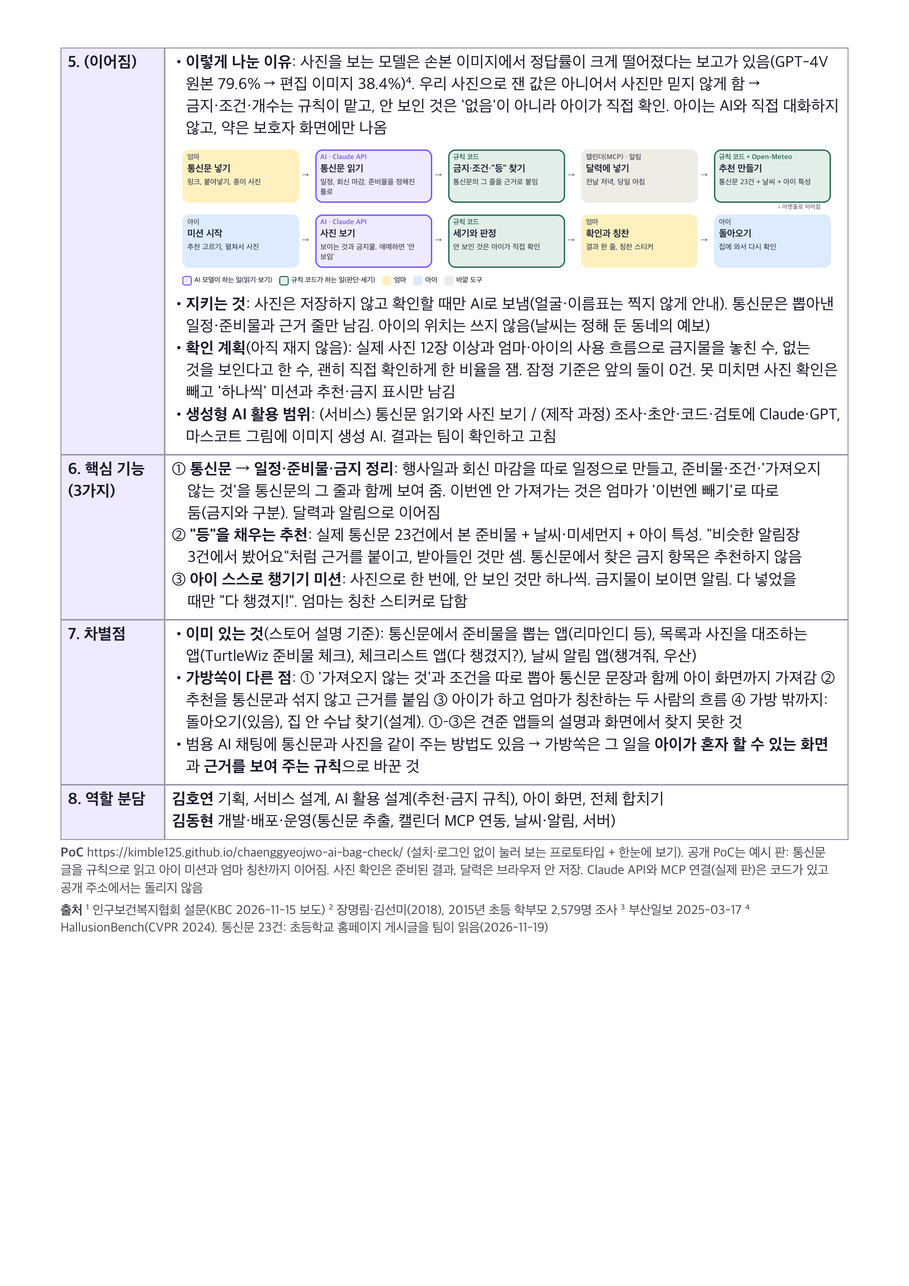 5. (이어짐)
• 이렇게 나눈 이유: 사진을 보는 모델은 손본 이미지에서 정답률이 크게 떨어졌다는 보고가 있음(GPT-4V
원본 79.6% → 편집 이미지 38.4%)⁴. 우리 사진으로 잰 값은 아니어서 사진만 믿지 않게 함 →
금지·조건·개수는 규칙이 맡고, 안 보인 것은 '없음'이 아니라 아이가 직접 확인. 아이는 AI와 직접 대화하지
않고, 약은 보호자 화면에만 나옴
엄마
통신문 넣기
링크, 붙여넣기, 종이 사진
→
AI · Claude API
통신문 읽기
일정, 회신 마감, 준비물을 정해진
틀로
→
규칙 코드
금지·조건·"등" 찾기
통신문의 그 줄을 근거로 붙임
→
캘린더(MCP) · 알림
달력에 넣기
전날 저녁, 당일 아침
→
규칙 코드 + Open-Meteo
추천 만들기
통신문 23건 + 날씨 + 아이 특성
↓ 아랫줄로 이어짐
아이
미션 시작
추천 고르기, 펼쳐서 사진
→
AI · Claude API
사진 보기
보이는 것과 금지물. 애매하면 '안
보임'
→
규칙 코드
세기와 판정
안 보인 것은 아이가 직접 확인
→
엄마
확인과 칭찬
결과 한 줄, 칭찬 스티커
→
아이
돌아오기
집에 와서 다시 확인
AI 모델이 하는 일(읽기·보기) 규칙 코드가 하는 일(판단·세기) 엄마 아이 바깥 도구
• 지키는 것: 사진은 저장하지 않고 확인할 때만 AI로 보냄(얼굴·이름표는 찍지 않게 안내). 통신문은 뽑아낸
일정·준비물과 근거 줄만 남김. 아이의 위치는 쓰지 않음(날씨는 정해 둔 동네의 예보)
• 확인 계획(아직 재지 않음): 실제 사진 12장 이상과 엄마·아이의 사용 흐름으로 금지물을 놓친 수, 없는
것을 보인다고 한 수, 괜히 직접 확인하게 한 비율을 잼. 잠정 기준은 앞의 둘이 0건. 못 미치면 사진 확인은
빼고 '하나씩' 미션과 추천·금지 표시만 남김
• 생성형 AI 활용 범위: (서비스) 통신문 읽기와 사진 보기 / (제작 과정) 조사·초안·코드·검토에 Claude·GPT,
마스코트 그림에 이미지 생성 AI. 결과는 팀이 확인하고 고침
6. 핵심 기능
(3가지)
① 통신문 → 일정·준비물·금지 정리: 행사일과 회신 마감을 따로 일정으로 만들고, 준비물·조건·'가져오지
않는 것'을 통신문의 그 줄과 함께 보여 줌. 이번엔 안 가져가는 것은 엄마가 '이번엔 빼기'로 따로
둠(금지와 구분). 달력과 알림으로 이어짐
② "등"을 채우는 추천: 실제 통신문 23건에서 본 준비물 + 날씨·미세먼지 + 아이 특성. "비슷한 알림장
3건에서 봤어요"처럼 근거를 붙이고, 받아들인 것만 셈. 통신문에서 찾은 금지 항목은 추천하지 않음
③ 아이 스스로 챙기기 미션: 사진으로 한 번에, 안 보인 것만 하나씩. 금지물이 보이면 알림. 다 넣었을
때만 "다 챙겼지!". 엄마는 칭찬 스티커로 답함
7. 차별점
• 이미 있는 것(스토어 설명 기준): 통신문에서 준비물을 뽑는 앱(리마인디 등), 목록과 사진을 대조하는
앱(TurtleWiz 준비물 체크), 체크리스트 앱(다 챙겼지?), 날씨 알림 앱(챙겨줘, 우산)
• 가방쏙이 다른 점: ① '가져오지 않는 것'과 조건을 따로 뽑아 통신문 문장과 함께 아이 화면까지 가져감 ②
추천을 통신문과 섞지 않고 근거를 붙임 ③ 아이가 하고 엄마가 칭찬하는 두 사람의 흐름 ④ 가방 밖까지:
돌아오기(있음), 집 안 수납 찾기(설계). ①-③은 견준 앱들의 설명과 화면에서 찾지 못한 것
• 범용 AI 채팅에 통신문과 사진을 같이 주는 방법도 있음 → 가방쏙은 그 일을 아이가 혼자 할 수 있는 화면
과 근거를 보여 주는 규칙으로 바꾼 것
8. 역할 분담
김호연 기획, 서비스 설계, AI 활용 설계(추천·금지 규칙), 아이 화면, 전체 합치기
김동현 개발·배포·운영(통신문 추출, 캘린더 MCP 연동, 날씨·알림, 서버)
PoC https://kimble125.github.io/chaenggyeojwo-ai-bag-check/ (설치·로그인 없이 눌러 보는 프로토타입 + 한눈에 보기). 공개 PoC는 예시 판: 통신문
글을 규칙으로 읽고 아이 미션과 엄마 칭찬까지 이어짐. 사진 확인은 준비된 결과, 달력은 브라우저 안 저장. Claude API와 MCP 연결(실제 판)은 코드가 있고
공개 주소에서는 돌리지 않음
출처 ¹ 인구보건복지협회 설문(KBC 2026-11-15 보도) ² 장명림·김선미(2018), 2015년 초등 학부모 2,579명 조사 ³ 부산일보 2025-03-17 ⁴
HallusionBench(CVPR 2024). 통신문 23건: 초등학교 홈페이지 게시글을 팀이 읽음(2026-11-19)